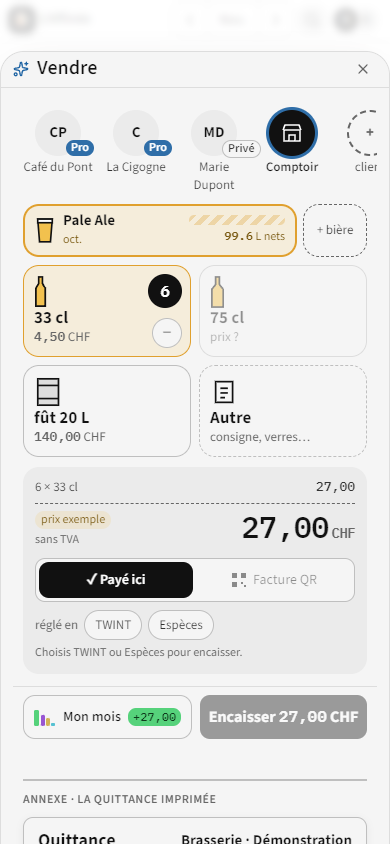 Vendre
CP
C
MD
+
Pro
Pro
Privé
Café du Pont
La Cigogne
Marie
Dupont
Comptoir
clien
Pale Ale
oct.
99.6 L nets
+ bière
6
33 cl
4,50 CHF
−
75 cl
prix ?
fût 20 L
140,00 CHF
Autre
consigne, verres…
6 × 33 cl
27,00
prix exemple
sans TVA
27,00 CHF
✓ Payé ici
Facture QR
réglé en
TWINT
Espèces
Choisis TWINT ou Espèces pour encaisser.
Mon mois
+27,00
Encaisser 27,00 CHF
ANNEXE · LA QUITTANCE IMPRIMÉE
Quittance
Brasserie · Démonstration